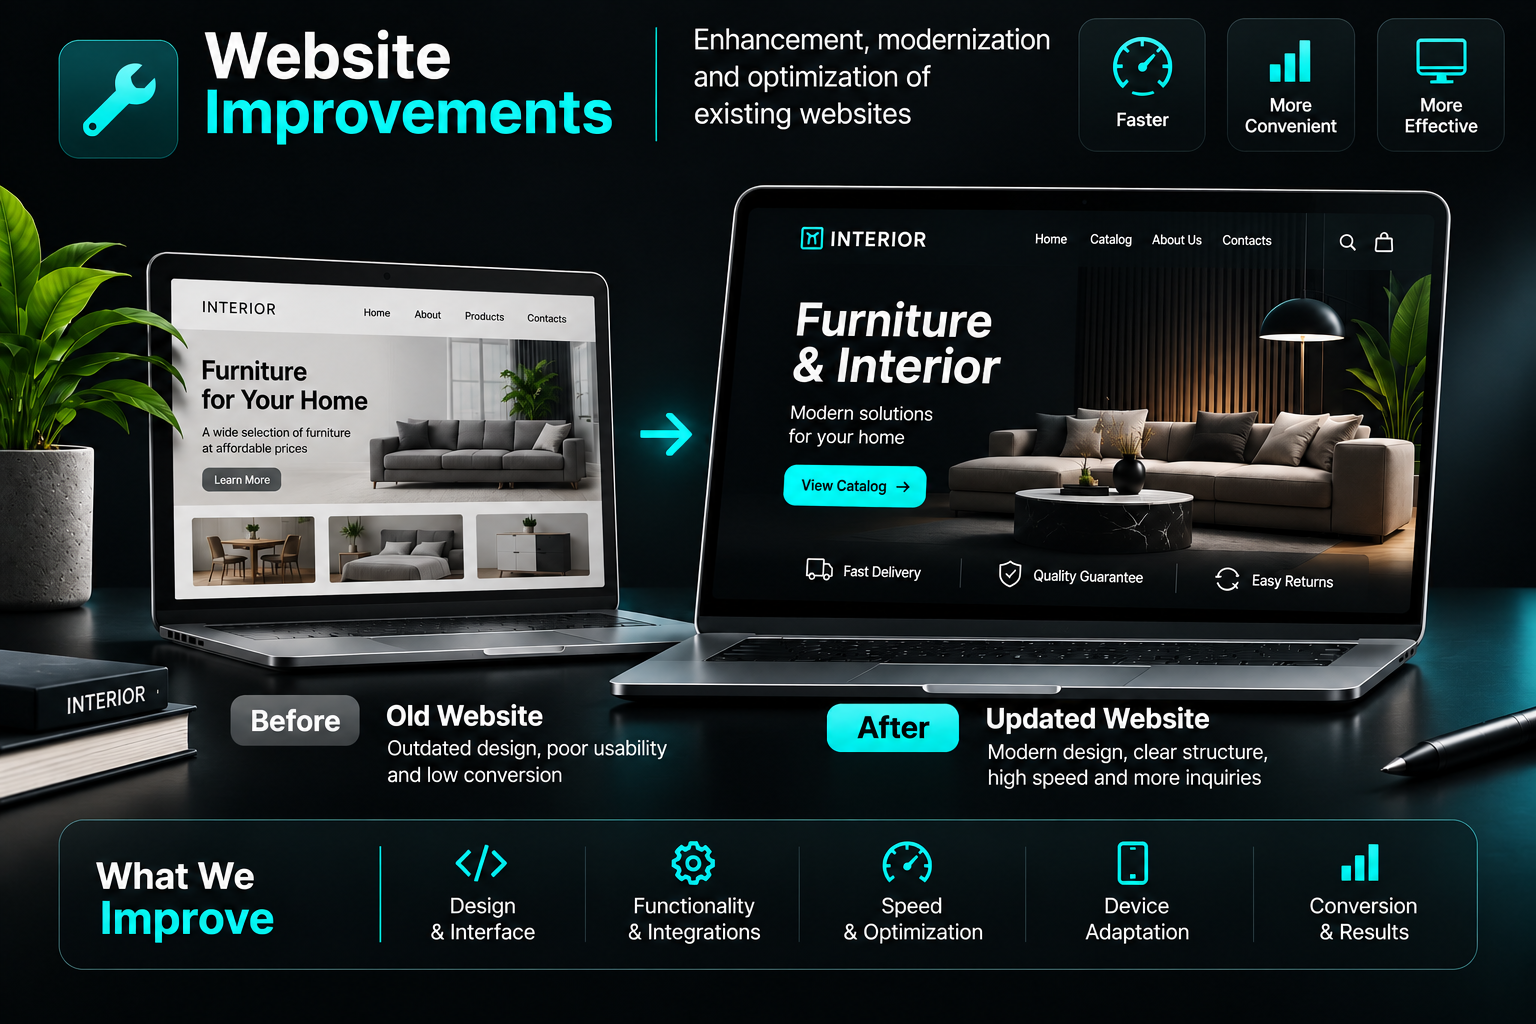 Website
Improvements
Enhancement, modernization
and optimization of
existing websites
Faster
More
Convenient
More
Effective
INTERIOR
Home About Products Contacts
Furniture
for Your Home
A wide selection of furniture
at affordable prices
Learn More
INTERIOR
Home Catalog About Us Contacts
Furniture
& Interior
Modern solutions
for your home
View Catalog
Fast Delivery
Quality Guarantee
Easy Returns
INTERIOR
Before
Old Website
Outdated design, poor usability
and low conversion
After
Updated Website
Modern design, clear structure,
high speed and more inquiries
What We
Improve
Design
& Interface
Functionality
& Integrations
Speed
& Optimization
Device
Adaptation
Conversion
& Results